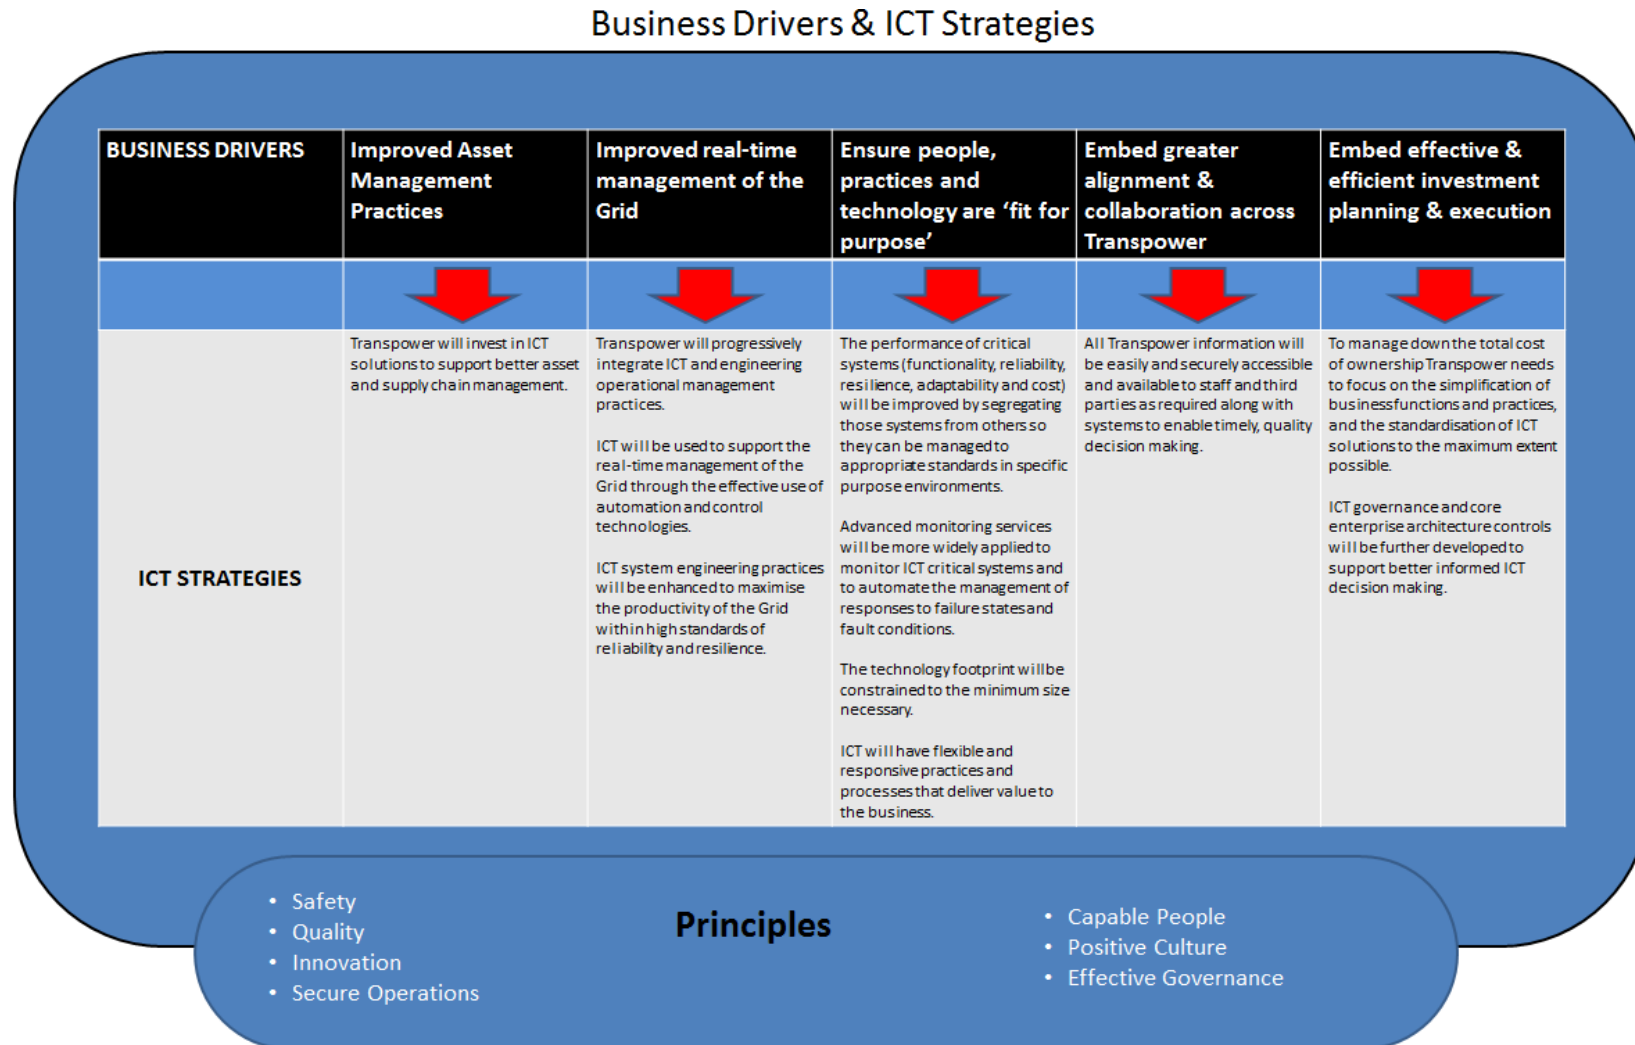 Business Drivers & ICT Strategies
BUSINESS DRIVERS
Improved Asset
Management
Practices
Improved real-time
management of the
Grid
Ensure people,
practices and
technology are ‘fit for
purpose’
Embed greater
alignment &
collaboration across
Transpower
Embed effective &
efficient investment
planning & execution
ICT STRATEGIES
Transpower will invest in ICT
solutions to support better asset
and supply chain management.
Transpower will progressively
integrate ICT and engineering
operational management
practices.
ICT will be used to support the
real-time management of the
Grid through the effective use of
automation and control
technologies.
ICT system engineering practices
will be enhanced to maximise
the productivity of the Grid
within high standards of
reliability and resilience.
The performance of critical
systems (functionality, reliability,
resilience, adaptability and cost)
will be improved by segregating
those systems from others so
they can be managed to
appropriate standards in specific
purpose environments.
Advanced monitoring services
will be more widely applied to
monitor ICT critical systems and
to automate the management of
responses to failure states and
fault conditions.
The technology footprint will be
constrained to the minimum size
necessary.
ICT will have flexible and
responsive practices and
processes that deliver value to
the business.
All Transpower information will
be easily and securely accessible
and available to staff and third
parties as required along with
systems to enable timely, quality
decision making.
To manage down the total cost
of ownership Transpower needs
to focus on the simplification of
business functions and practices,
and the standardisation of ICT
solutions to the maximum extent
possible.
ICT governance and core
enterprise architecture controls
will be further developed to
support better informed ICT
decision making.
• Safety
• Quality
• Innovation
• Secure Operations
Principles
• Capable People
• Positive Culture
• Effective Governance